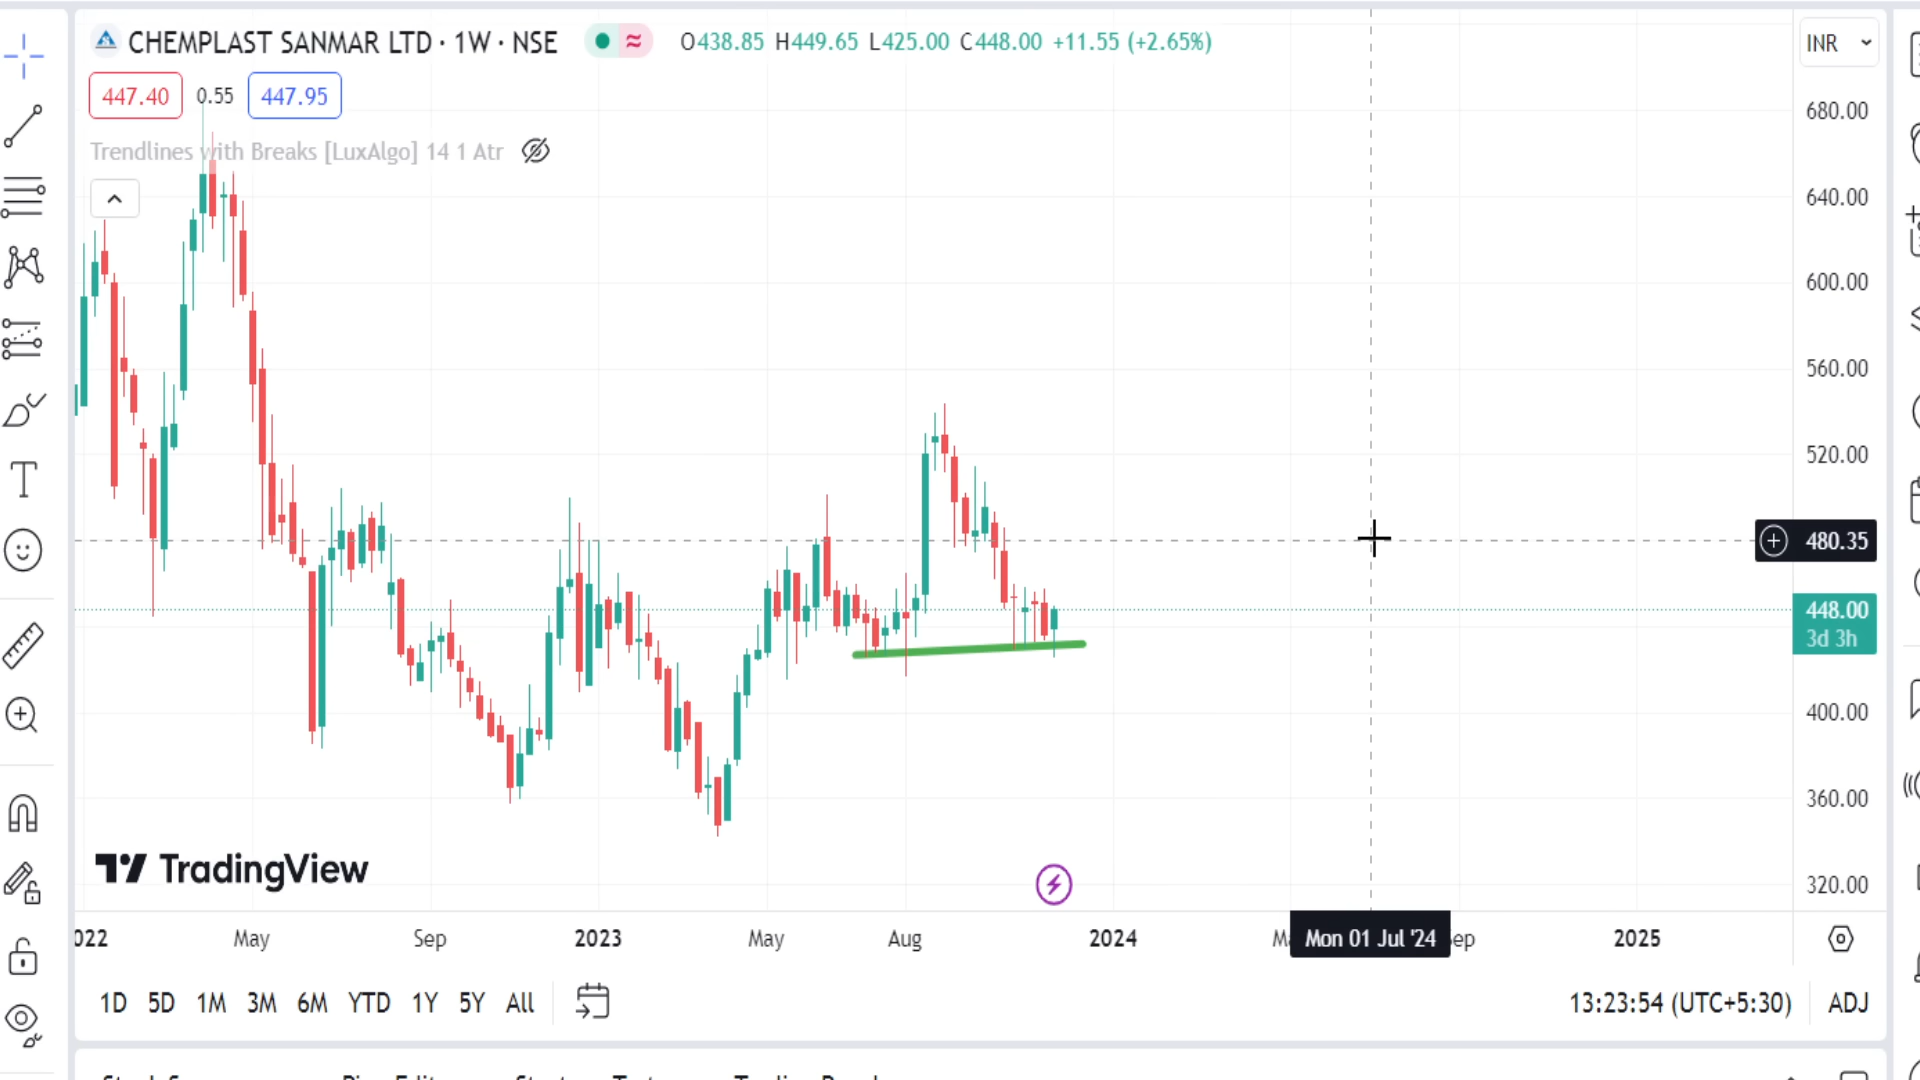 CHEMPLAST SANMAR LTD · 1W · NSE O438.85 H449.65 L425.00 C448.00 +11.55 (+2.65%) INR
447.40 0.55 447.95
Trendlines with Breaks [LuxAlgo] 14 1 Atr
680.00
640.00
600.00
560.00
520.00
480.35
448.00
3d 3h
400.00
360.00
320.00
TradingView
022 May Sep 2023 May Aug 2024 Mon 01 Jul '24 2025
1D 5D 1M 3M 6M YTD 1Y 5Y All 13:23:54 (UTC+5:30) ADJ